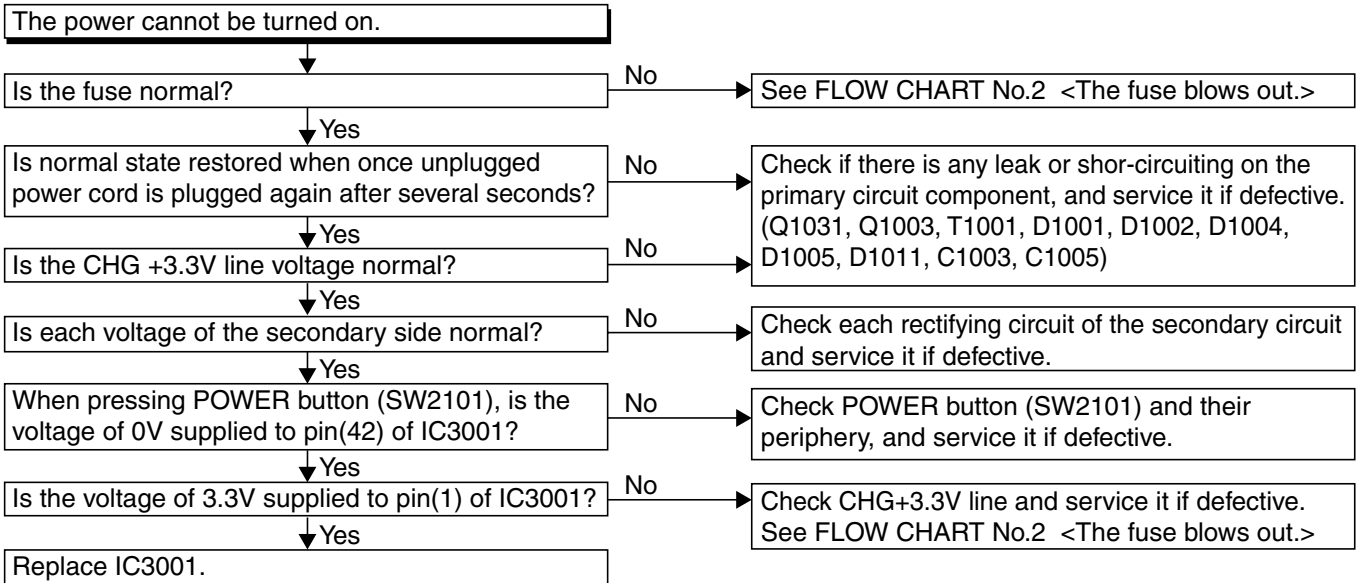 The power cannot be turned on.
Is the fuse normal?
No
See FLOW CHART No.2 <The fuse blows out.>
Yes
Is normal state restored when once unplugged
power cord is plugged again after several seconds?
No
Check if there is any leak or shor-circuiting on the
primary circuit component, and service it if defective.
(Q1031, Q1003, T1001, D1001, D1002, D1004,
D1005, D1011, C1003, C1005)
Yes
Is the CHG +3.3V line voltage normal?
No
Yes
Is each voltage of the secondary side normal?
No
Check each rectifying circuit of the secondary circuit
and service it if defective.
Yes
When pressing POWER button (SW2101), is the
voltage of 0V supplied to pin(42) of IC3001?
No
Check POWER button (SW2101) and their
periphery, and service it if defective.
Yes
Is the voltage of 3.3V supplied to pin(1) of IC3001?
No
Check CHG+3.3V line and service it if defective.
See FLOW CHART No.2 <The fuse blows out.>
Yes
Replace IC3001.